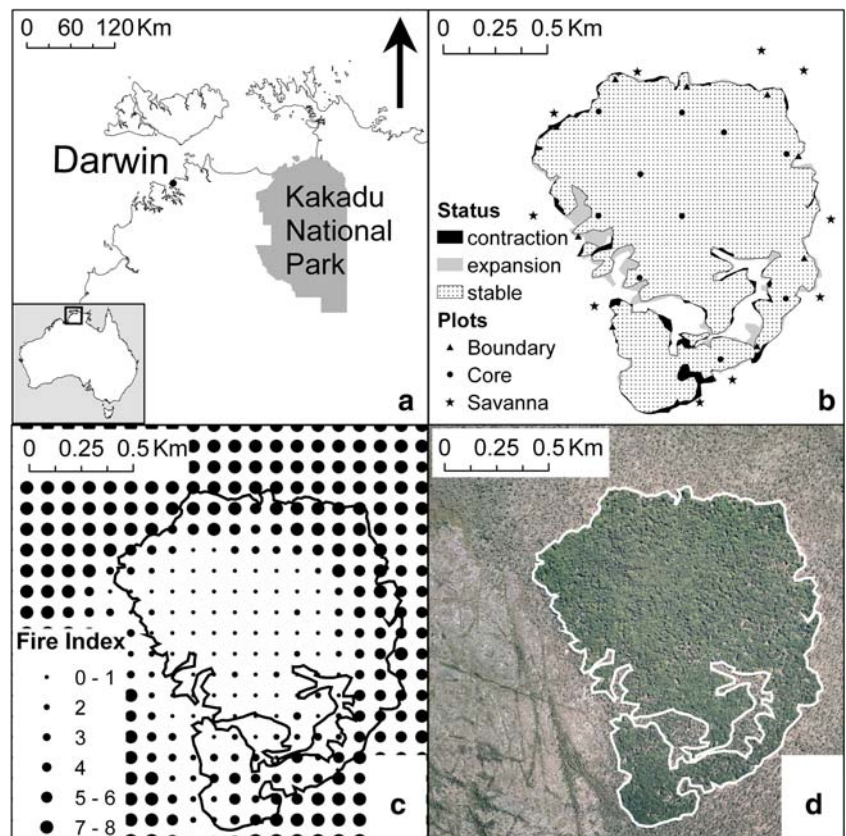 0 60 120 Km
Darwin
Kakadu
National
Park
a
0 0.25 0.5 Km
Status
contraction
expansion
stable
Plots
Boundary
Core
Savanna
b
0 0.25 0.5 Km
Fire Index
0 - 1
2
3
4
5 - 6
7 - 8
c
0 0.25 0.5 Km
d